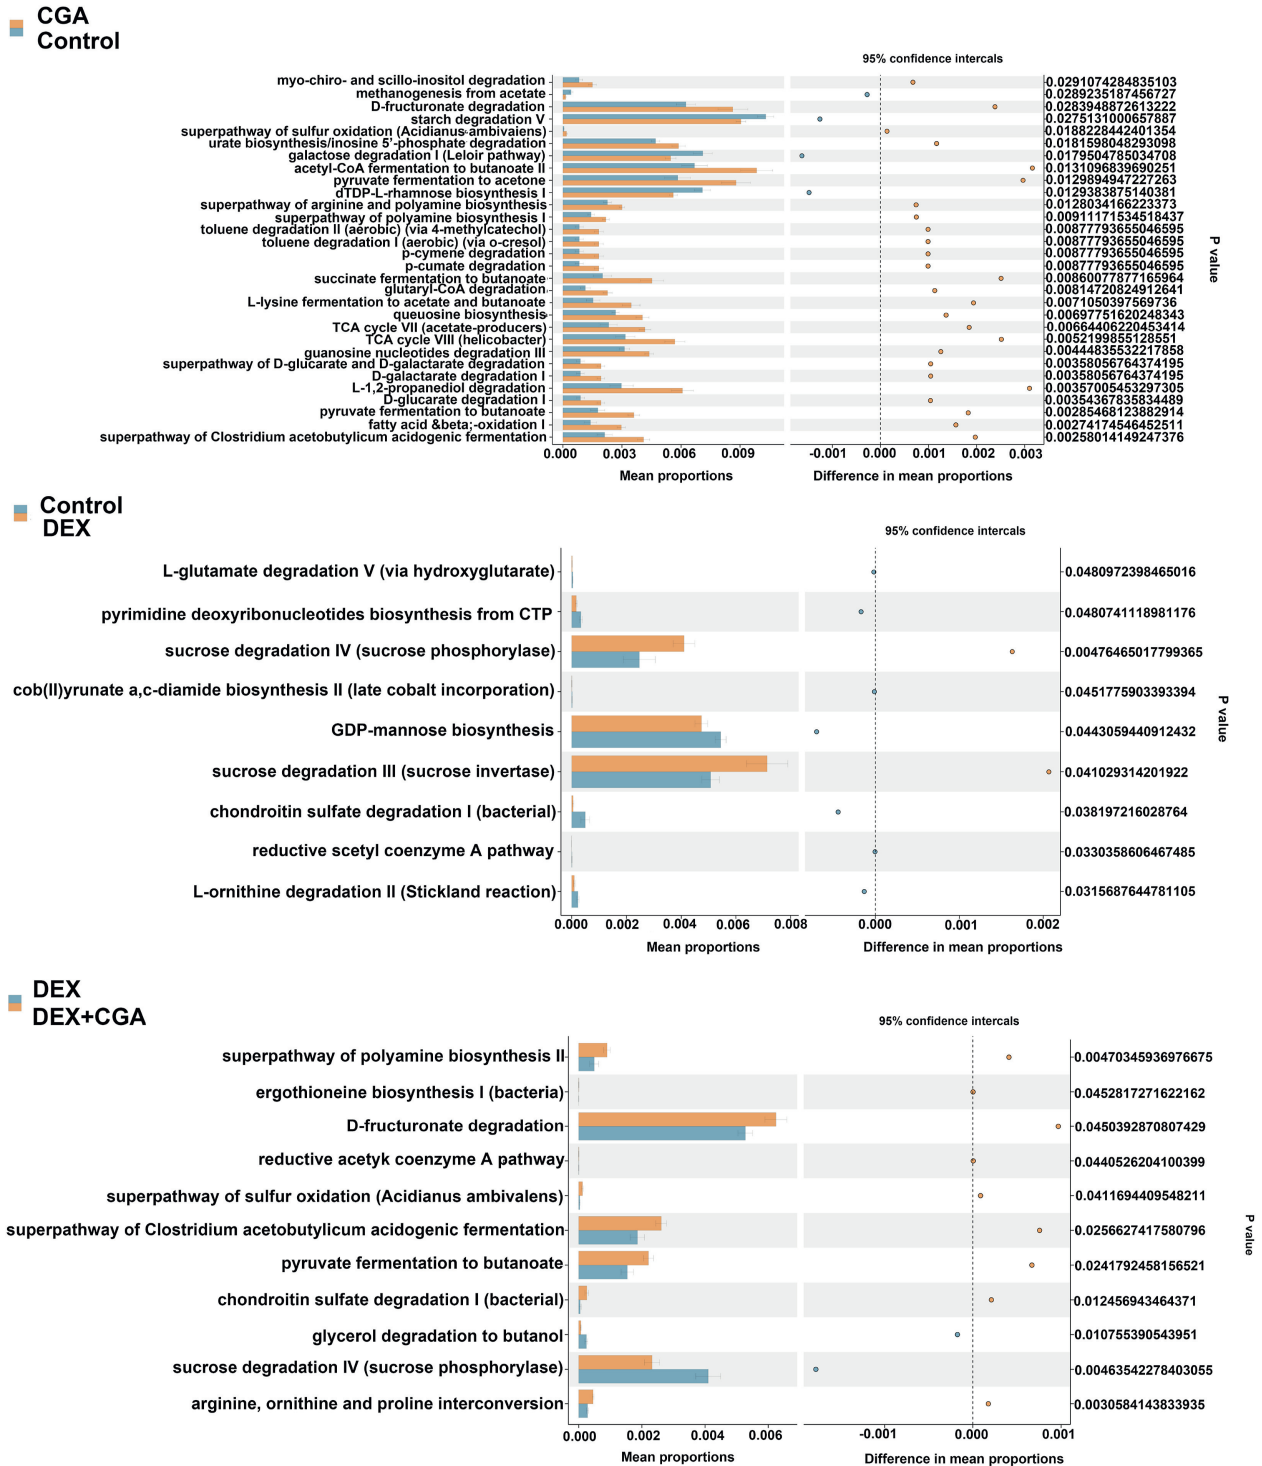 CGA
Control
95% confidence intercals
myo-chiro- and scillo-inositol degradation 0.0291074284835103
methanogenesis from acetate 0.0289235187456727
D-fructuronate degradation 0.0283948872613222
starch degradation V 0.0275131000657887
superpathway of sulfur oxidation (Acidianus ambivaiens) 0.0188228442401354
urate biosynthesis/inosine 5'-phosphate degradation 0.0181598048293098
galactose degradation I (Leloir pathway) 0.0179504785034708
acetyl-CoA fermentation to butanoate II 0.0131096839690251
pyruvate fermentation to acetone 0.0129894947227263
dTDP-L-rhamnose biosynthesis I 0.0129383875140381
superpathway of arginine and polyamine biosynthesis 0.0128034166223373
superpathway of polyamine biosynthesis I 0.00911171534518437
toluene degradation II (aerobic) (via 4-methylcatechol) 0.00877793655046595
toluene degradation I (aerobic) (via o-cresol) 0.00877793655046595
p-cymene degradation 0.00877793655046595
p-cumate degradation 0.00877793655046595
succinate fermentation to butanoate 0.00860077877165964
glutaryl-CoA degradation 0.00814720824912641
L-lysine fermentation to acetate and butanoate 0.0071050397569736
queuosine biosynthesis 0.00697751620248343
TCA cycle VII (acetate-producers) 0.00664406220453414
TCA cycle VIII (helicobacter) 0.0052199855128551
guanosine nucleotides degradation III 0.00444835532217858
superpathway of D-glucarate and D-galactarate degradation 0.00358056764374195
D-galactarate degradation I 0.00358056764374195
L-1,2-propanediol degradation 0.00357005453297305
D-glucarate degradation I 0.00354367835834489
pyruvate fermentation to butanoate 0.00285468123882914
fatty acid &beta;-oxidation I 0.00274174546452511
superpathway of Clostridium acetobutylicum acidogenic fermentation 0.00258014149247376
P value
0.000 0.003 0.006 0.009 -0.001 0.000 0.001 0.002 0.003
Mean proportions Difference in mean proportions
Control
DEX
95% confidence intercals
L-glutamate degradation V (via hydroxyglutarate) 0.0480972398465016
pyrimidine deoxyribonucleotides biosynthesis from CTP 0.0480741118981176
sucrose degradation IV (sucrose phosphorylase) 0.00476465017799365
cob(II)yrunate a,c-diamide biosynthesis II (late cobalt incorporation) 0.0451775903393394
GDP-mannose biosynthesis 0.0443059440912432
sucrose degradation III (sucrose invertase) 0.041029314201922
chondroitin sulfate degradation I (bacterial) 0.038197216028764
reductive scetyl coenzyme A pathway 0.0330358606467485
L-ornithine degradation II (Stickland reaction) 0.0315687644781105
P value
0.000 0.002 0.004 0.006 0.008 0.000 0.001 0.002
Mean proportions Difference in mean proportions
DEX
DEX+CGA
95% confidence intercals
superpathway of polyamine biosynthesis II 0.00470345936976675
ergothioneine biosynthesis I (bacteria) 0.0452817271622162
D-fructuronate degradation 0.0450392870807429
reductive acetyk coenzyme A pathway 0.0440526204100399
superpathway of sulfur oxidation (Acidianus ambivalens) 0.0411694409548211
superpathway of Clostridium acetobutylicum acidogenic fermentation 0.0256627417580796
pyruvate fermentation to butanoate 0.0241792458156521
chondroitin sulfate degradation I (bacterial) 0.012456943464371
glycerol degradation to butanol 0.010755390543951
sucrose degradation IV (sucrose phosphorylase) 0.00463542278403055
arginine, ornithine and proline interconversion 0.0030584143833935
P value
0.000 0.002 0.004 0.006 -0.001 0.000 0.001
Mean proportions Difference in mean proportions